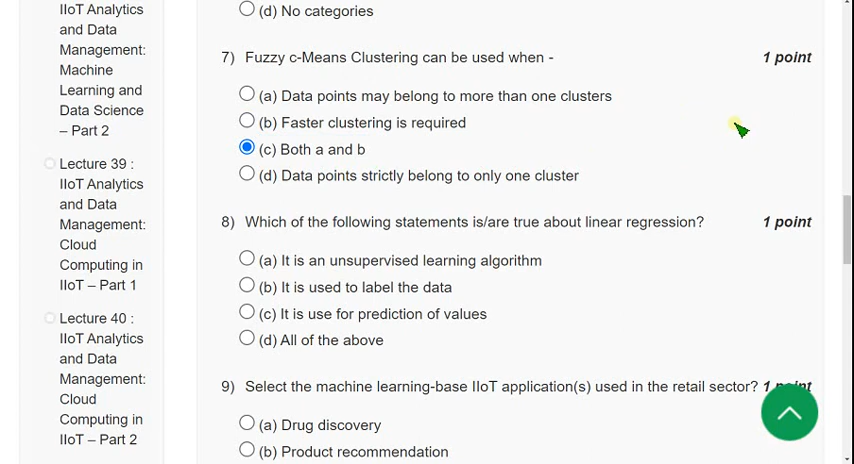 IIoT Analytics
and Data
Management:
Machine
Learning and
Data Science
– Part 2
Lecture 39 :
IIoT Analytics
and Data
Management:
Cloud
Computing in
IIoT – Part 1
Lecture 40 :
IIoT Analytics
and Data
Management:
Cloud
Computing in
IIoT – Part 2
(d) No categories
7) Fuzzy c-Means Clustering can be used when - 1 point
(a) Data points may belong to more than one clusters
(b) Faster clustering is required
(c) Both a and b
(d) Data points strictly belong to only one cluster
8) Which of the following statements is/are true about linear regression? 1 point
(a) It is an unsupervised learning algorithm
(b) It is used to label the data
(c) It is use for prediction of values
(d) All of the above
9) Select the machine learning-base IIoT application(s) used in the retail sector? 1 point
(a) Drug discovery
(b) Product recommendation